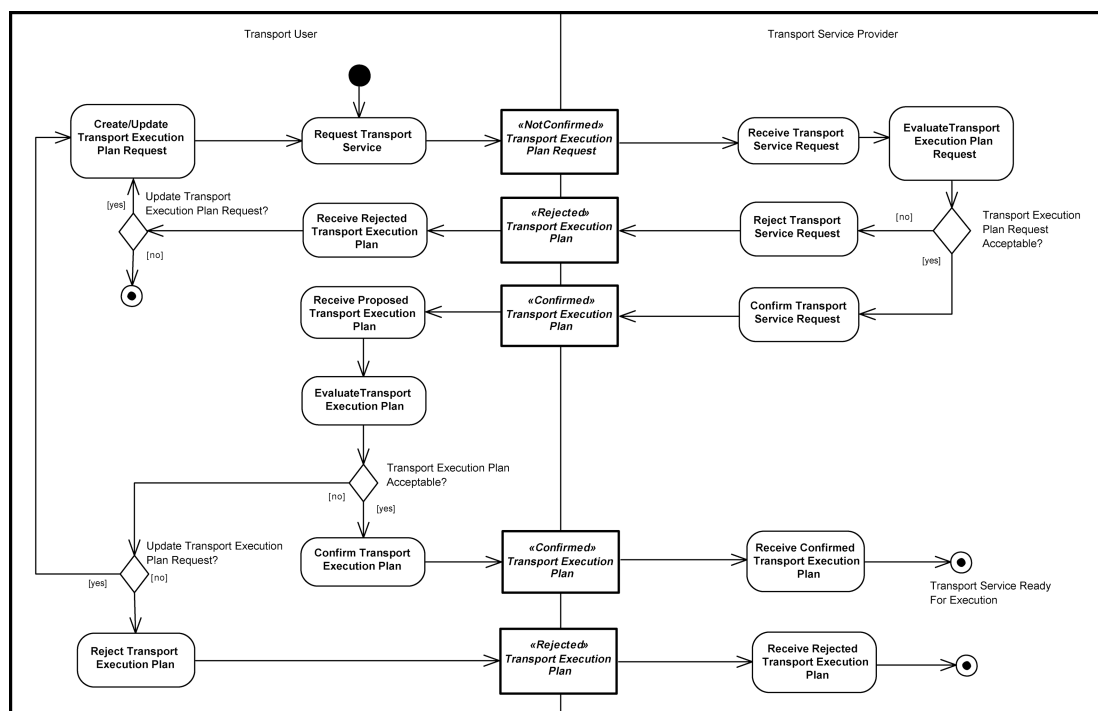 Transport User
Transport Service Provider
Create/Update
Transport Execution
Plan Request
Request Transport
Service
«NotConfirmed»
Transport Execution
Plan Request
Receive Transport
Service Request
EvaluateTransport
Execution Plan
Request
[yes]
Update Transport
Execution Plan Request?
[no]
Receive Rejected
Transport Execution
Plan
«Rejected»
Transport Execution
Plan
Reject Transport
Service Request
[no]
Transport Execution
Plan Request
Acceptable?
[yes]
Receive Proposed
Transport Execution
Plan
«Confirmed»
Transport Execution
Plan
Confirm Transport
Service Request
EvaluateTransport
Execution Plan
Transport Execution Plan
Acceptable?
[no]
[yes]
Update Transport Execution
Plan Request?
[yes]
[no]
Confirm Transport
Execution Plan
«Confirmed»
Transport Execution
Plan
Receive Confirmed
Transport Execution
Plan
Transport Service Ready
For Execution
Reject Transport
Execution Plan
«Rejected»
Transport Execution
Plan
Receive Rejected
Transport Execution
Plan